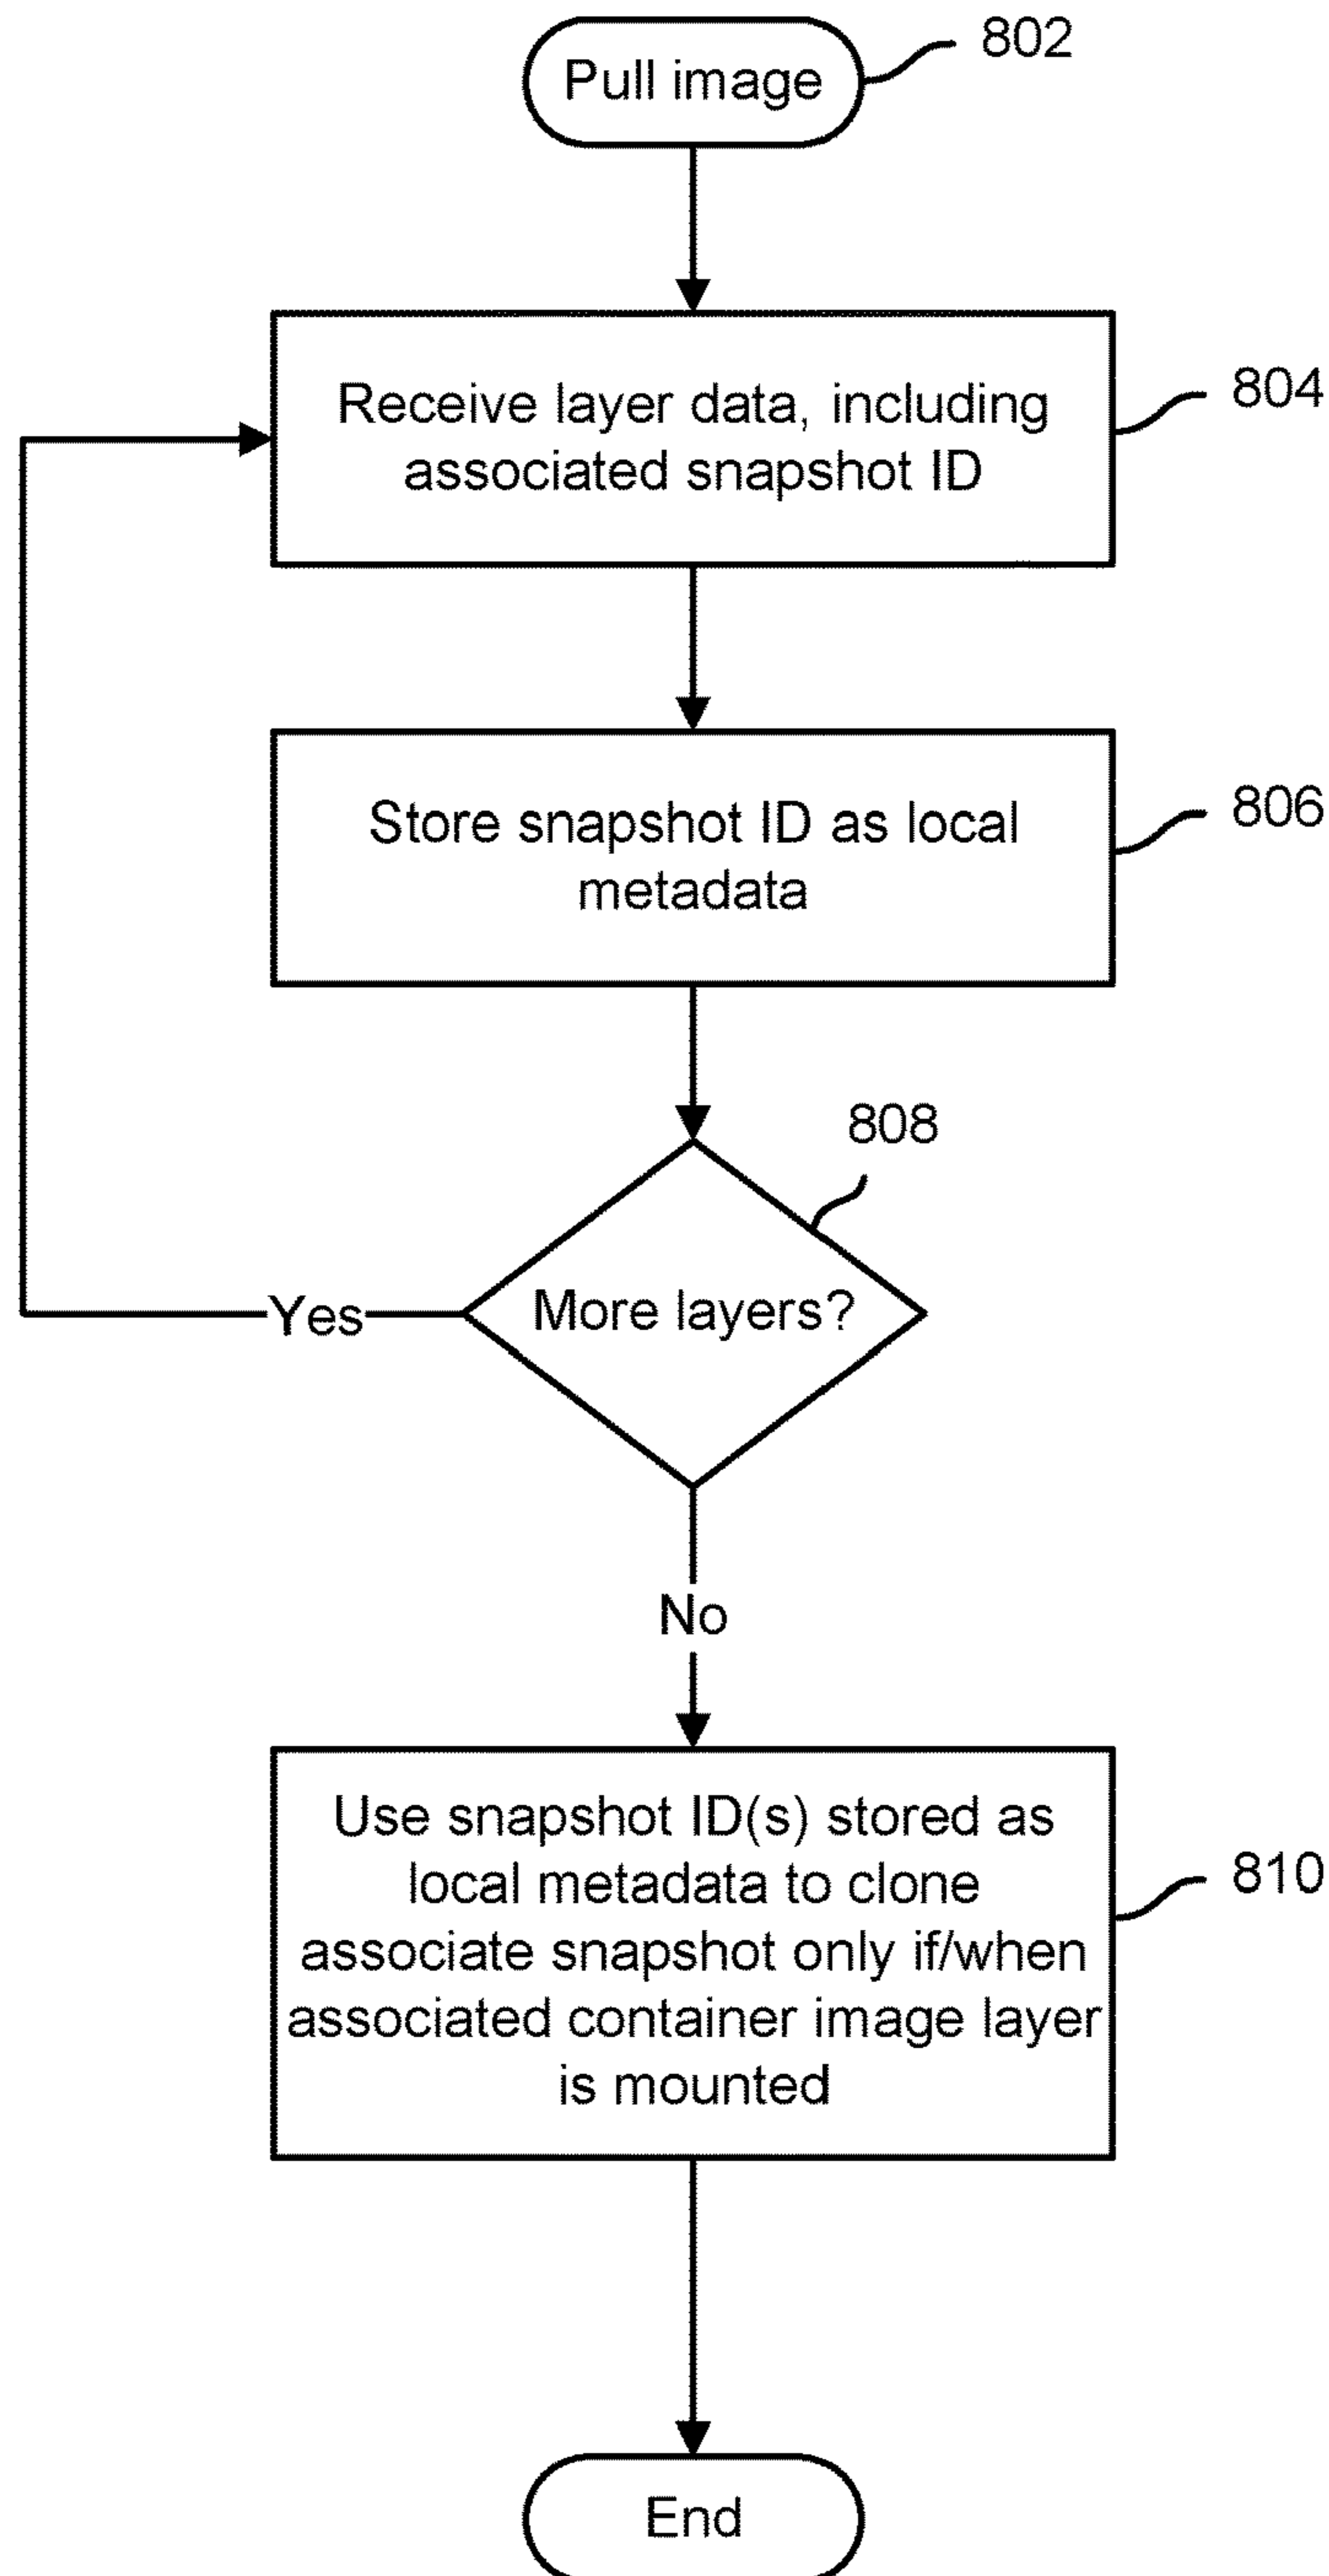 Pull image
802
Receive layer data, including
associated snapshot ID
804
Store snapshot ID as local
metadata
806
808
More layers?
Yes
No
Use snapshot ID(s) stored as
local metadata to clone
associate snapshot only if/when
associated container image layer
is mounted
810
End